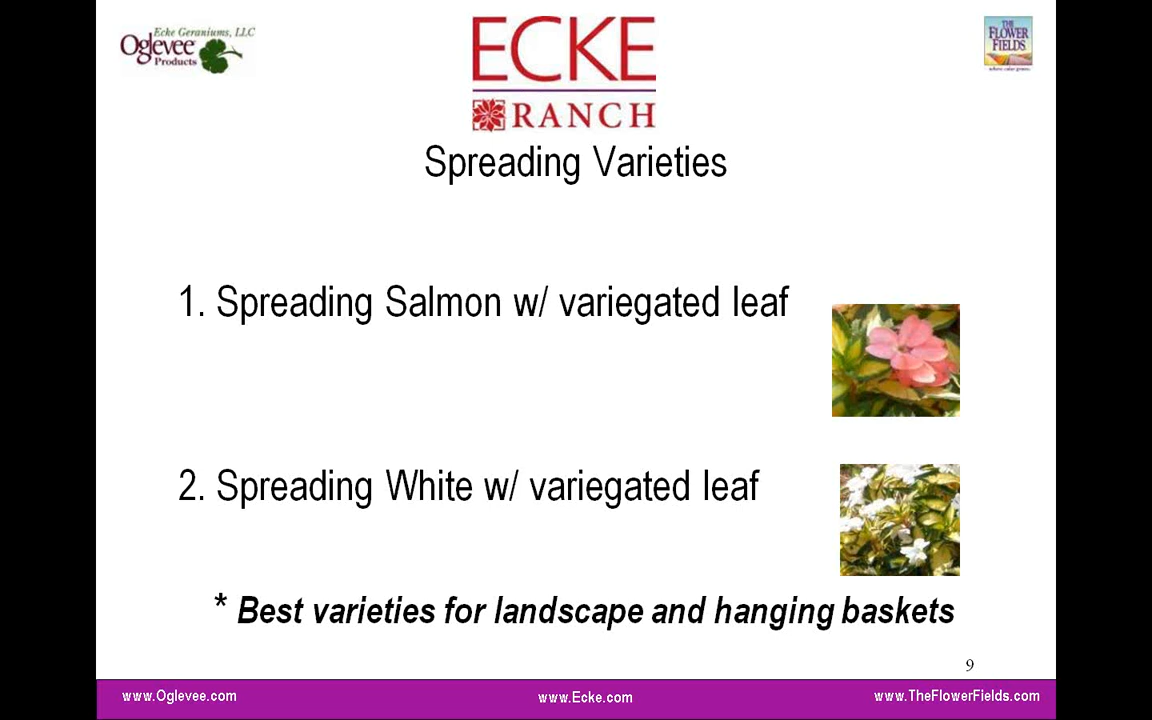 Ecke Geraniums, LLC
Oglevee
Products
ECKE
RANCH
THE
FLOWER
FIELDS
Spreading Varieties
1. Spreading Salmon w/ variegated leaf
2. Spreading White w/ variegated leaf
* Best varieties for landscape and hanging baskets
9
www.Oglevee.com
www.Ecke.com
www.TheFlowerFields.com